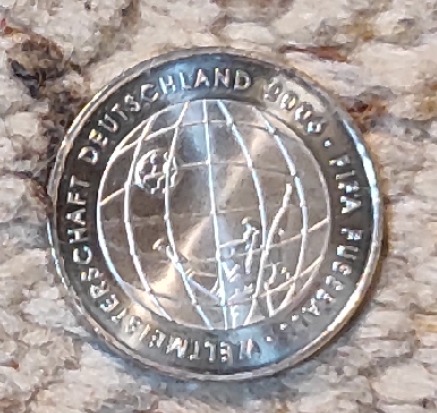 FIFA FUSSBALL-WELTMEISTERSCHAFT DEUTSCHLAND 2006